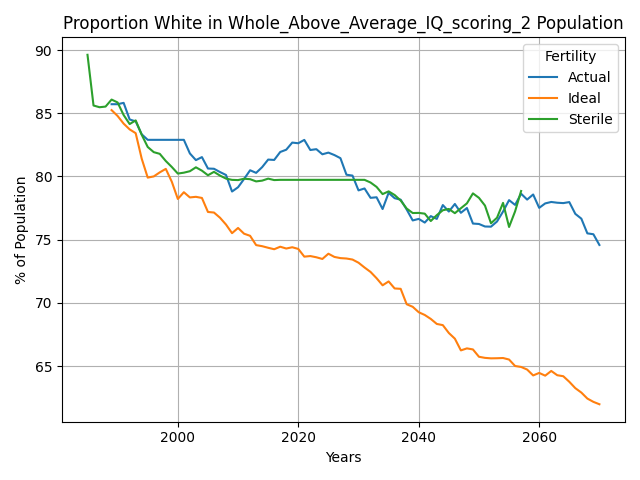 Proportion White in Whole_Above_Average_IQ_scoring_2 Population
% of Population
90
85
80
75
70
65
2000
2020
2040
2060
Years
Fertility
Actual
Ideal
Sterile